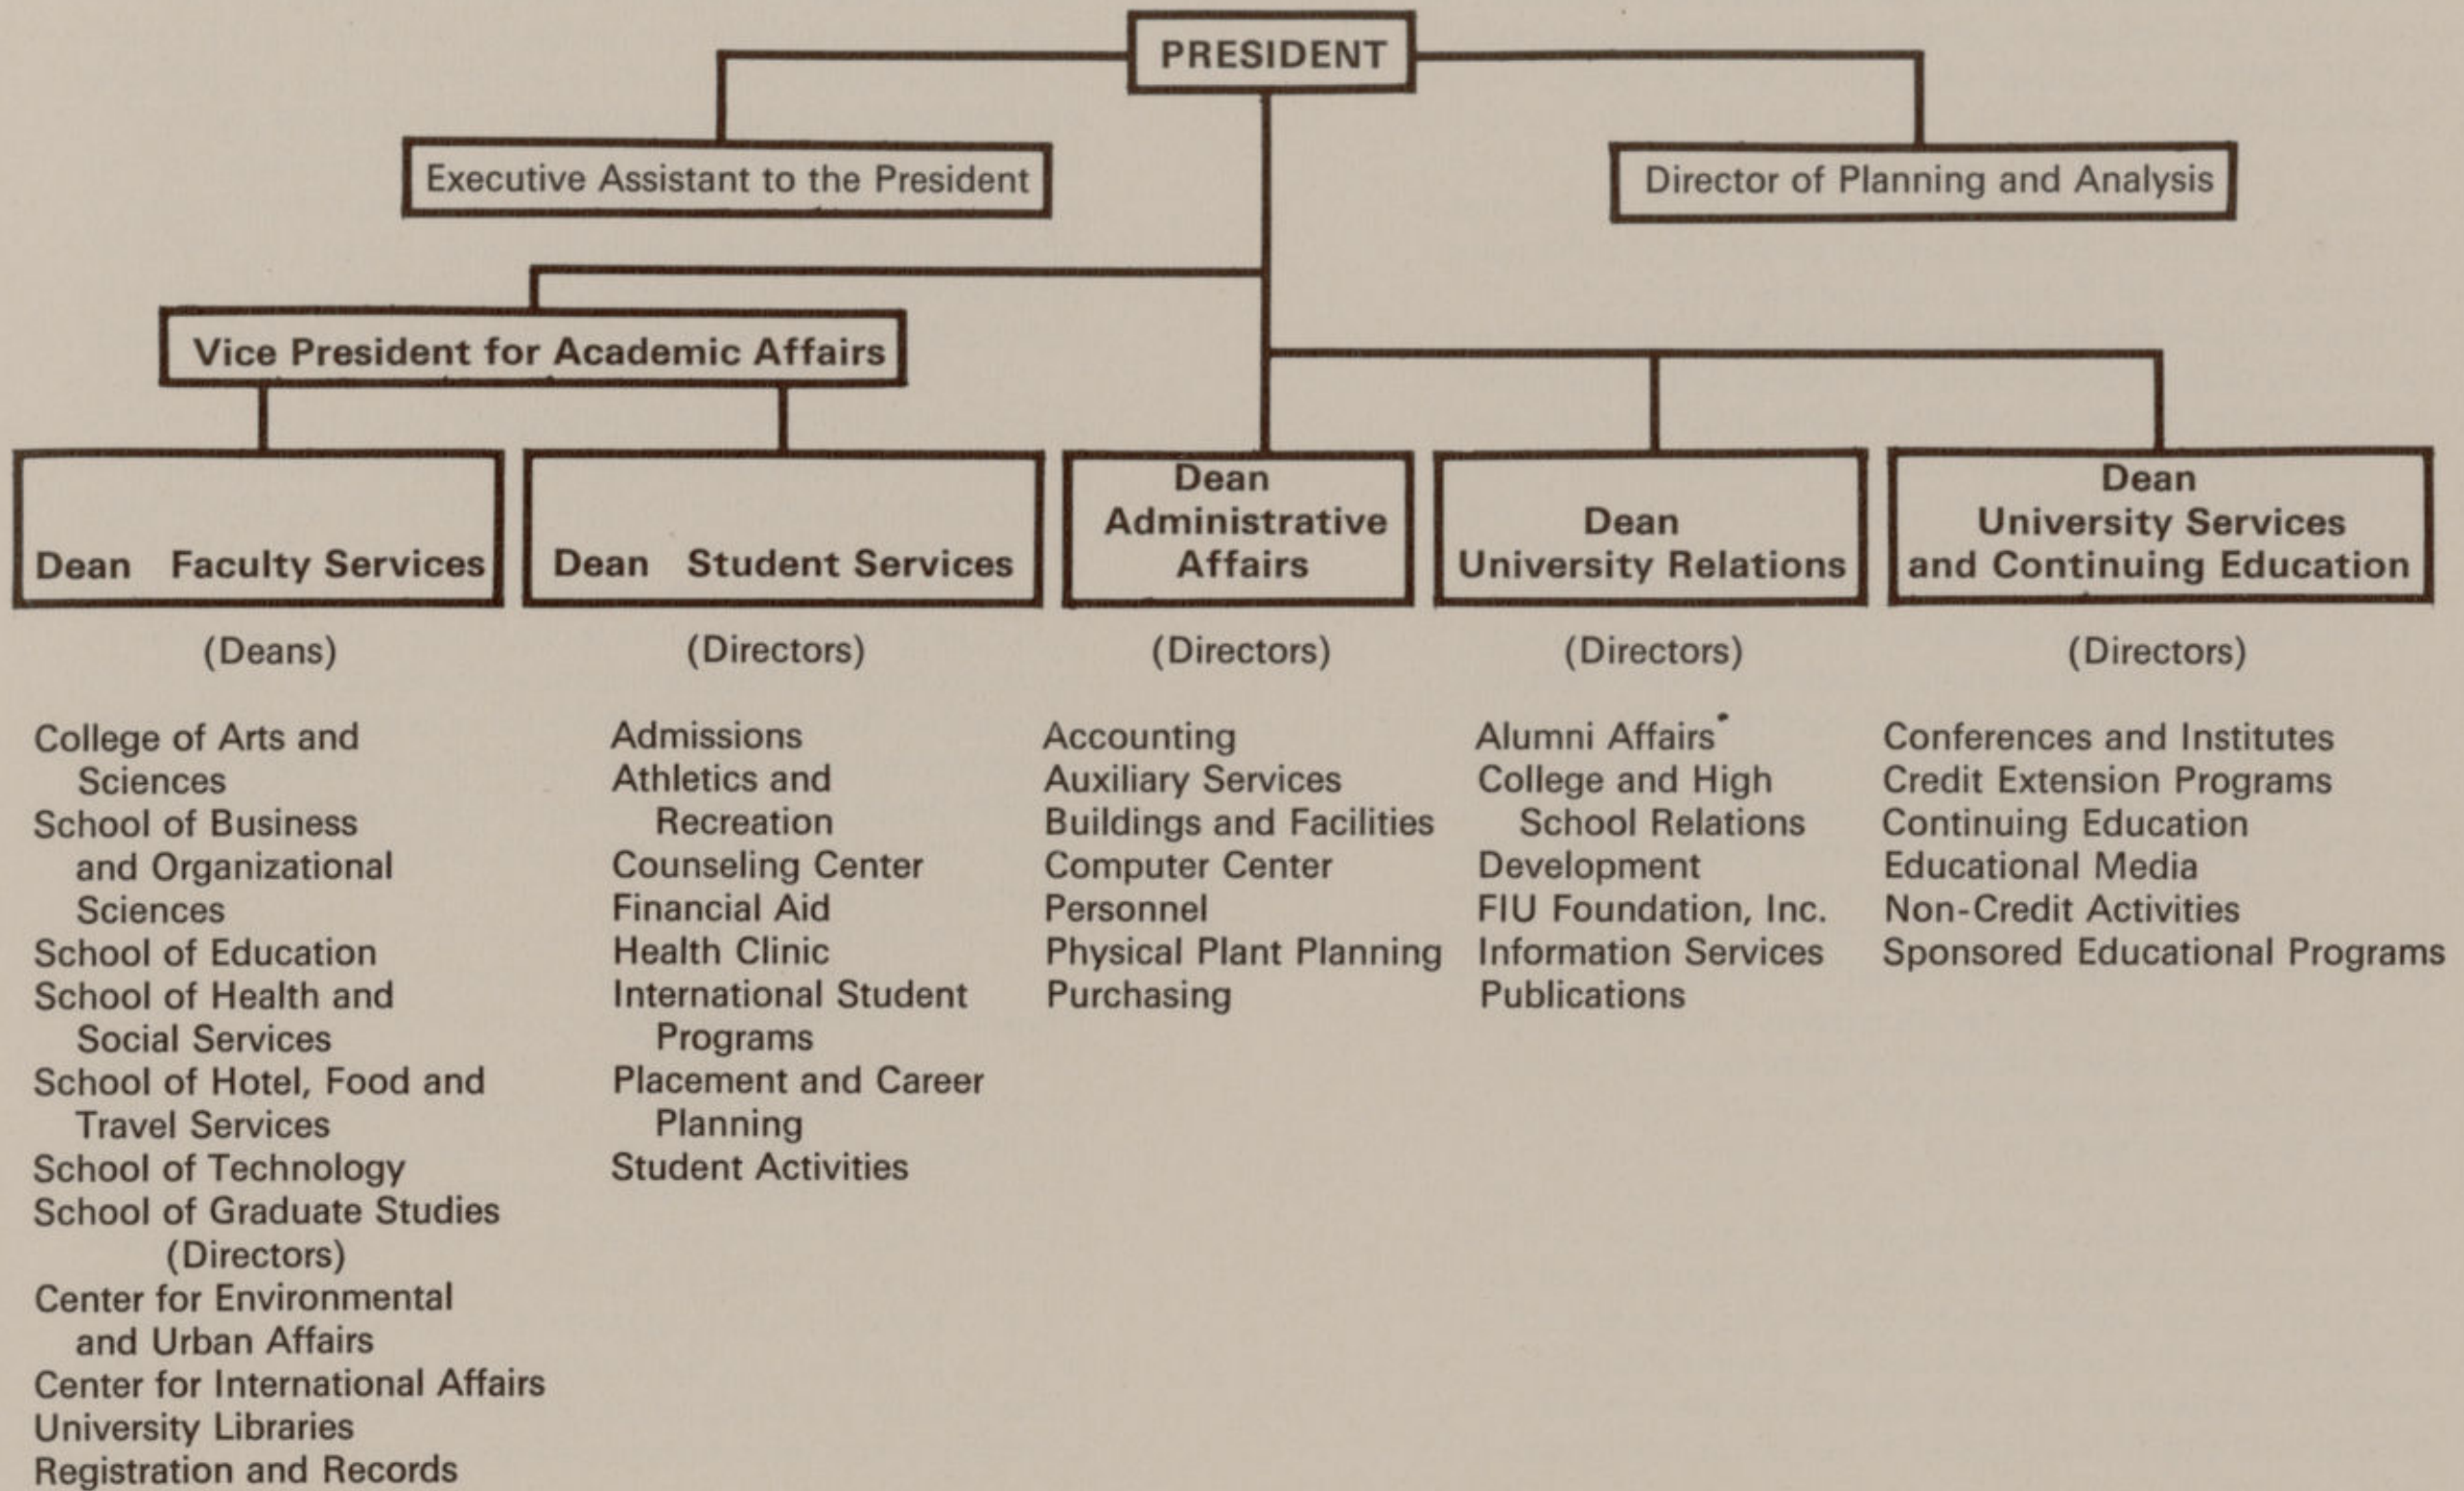 PRESIDENT
Executive Assistant to the President
Director of Planning and Analysis
Vice President for Academic Affairs
Dean Faculty Services
Dean Student Services
Dean
Administrative
Affairs
Dean
University Relations
Dean
University Services
and Continuing Education
(Deans)
College of Arts and
Sciences
School of Business
and Organizational
Sciences
School of Education
School of Health and
Social Services
School of Hotel, Food and
Travel Services
School of Technology
School of Graduate Studies
(Directors)
Center for Environmental
and Urban Affairs
Center for International Affairs
University Libraries
Registration and Records
(Directors)
Admissions
Athletics and
Recreation
Counseling Center
Financial Aid
Health Clinic
International Student
Programs
Placement and Career
Planning
Student Activities
(Directors)
Accounting
Auxiliary Services
Buildings and Facilities
Computer Center
Personnel
Physical Plant Planning
Purchasing
(Directors)
Alumni Affairs
College and High
School Relations
Development
FIU Foundation, Inc.
Information Services
Publications
(Directors)
Conferences and Institutes
Credit Extension Programs
Continuing Education
Educational Media
Non-Credit Activities
Sponsored Educational Programs